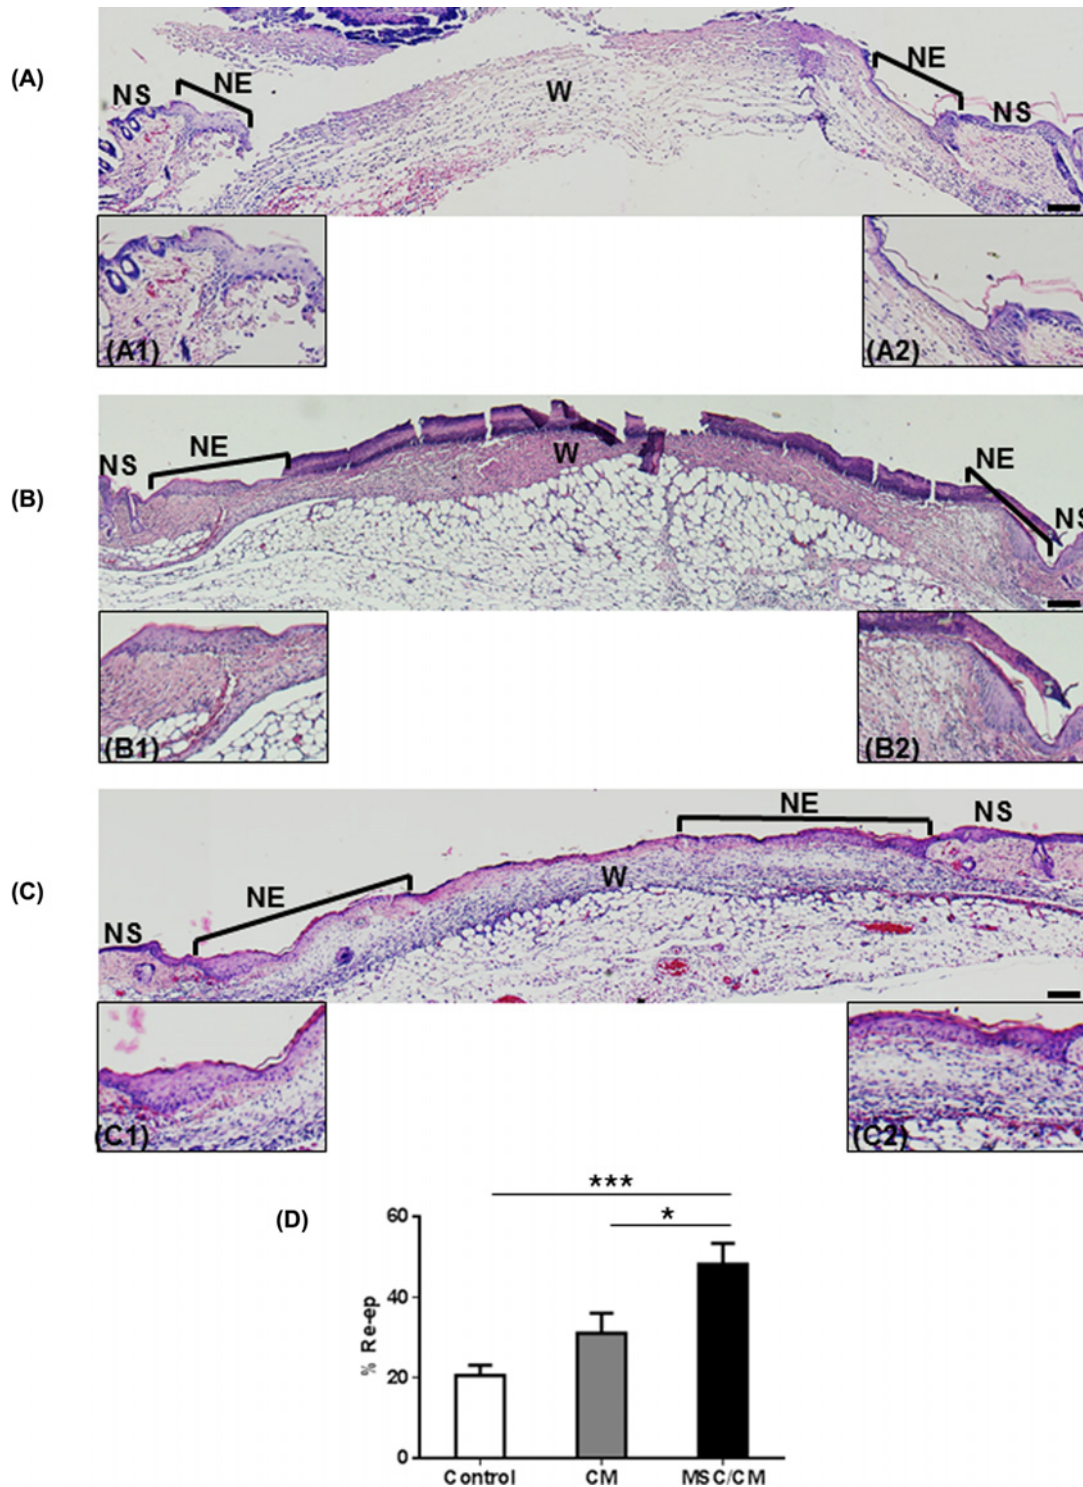 (A)
NS
NE
W
NE
NS
(A1)
(A2)
(B)
NS
NE
W
NE
NS
(B1)
(B2)
(C)
NS
NE
W
NE
NS
(C1)
(C2)
(D)
***
*
% Re-ep
60
40
20
0
Control
CM
MSC/CM